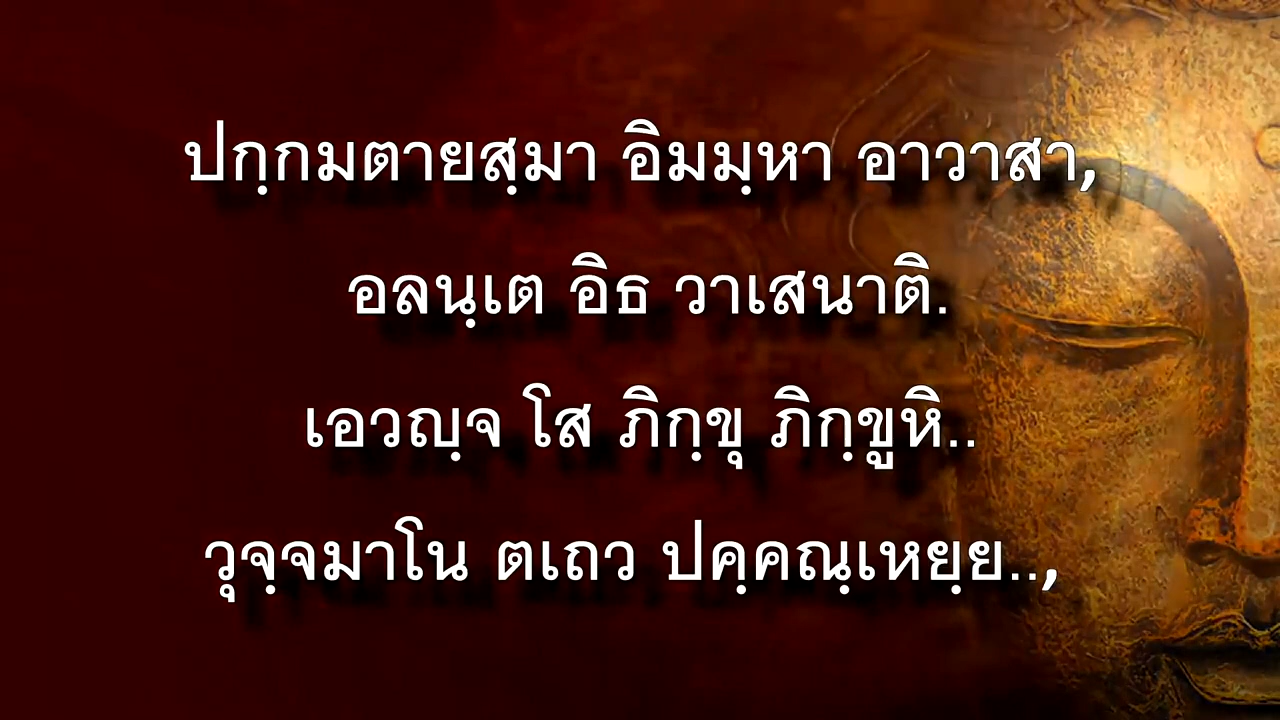 ปกฺกมตายสฺมา อิมมฺหา อาวาสา,
อลนฺเต อิธ วาเสนาติ.
เอวญฺจ โส ภิกฺขุ ภิกฺขูหิ..
วุจฺจมาโน ตเถว ปคฺคณฺเหยฺย..,